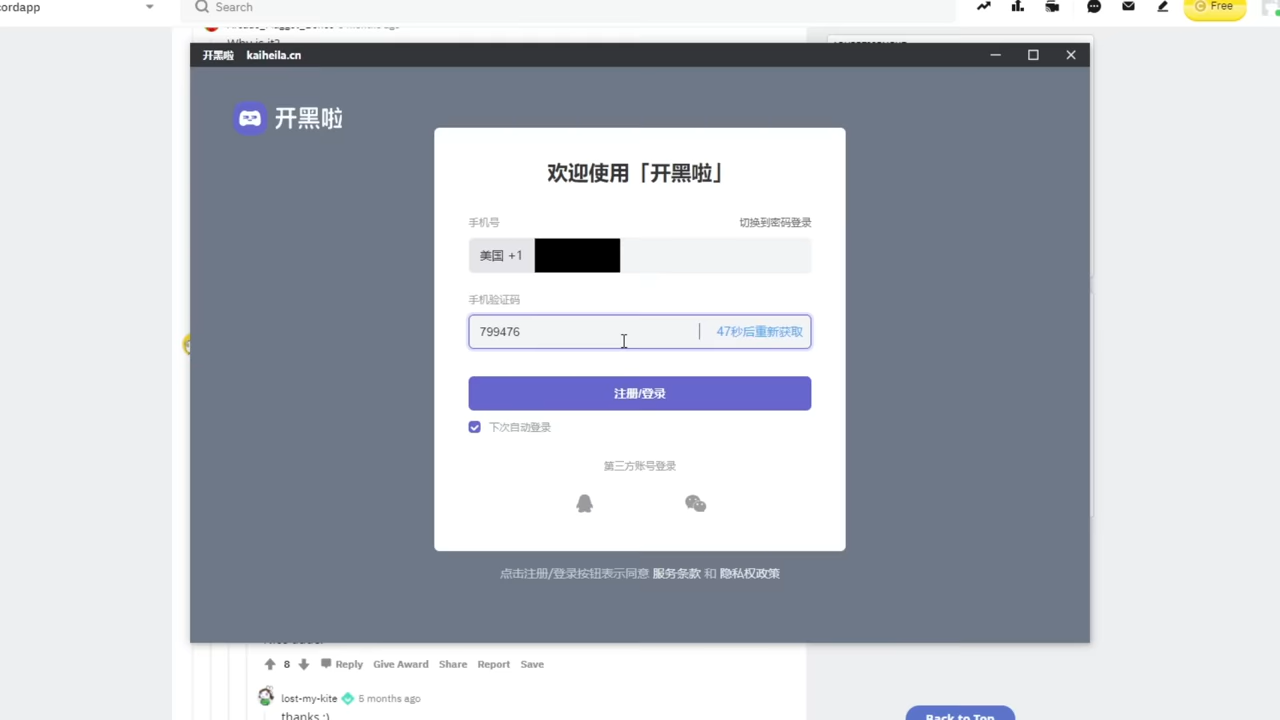 cordapp
Search
Free
开黑啦 kaiheila.cn
开黑啦
欢迎使用「开黑啦」
手机号 切换到密码登录
美国 +1
手机验证码
799476 47秒后重新获取
注册/登录
下次自动登录
第三方账号登录
点击注册/登录按钮表示同意 服务条款 和 隐私权政策
8 Reply Give Award Share Report Save
lost-my-kite 5 months ago
thanks :)
Back to Top